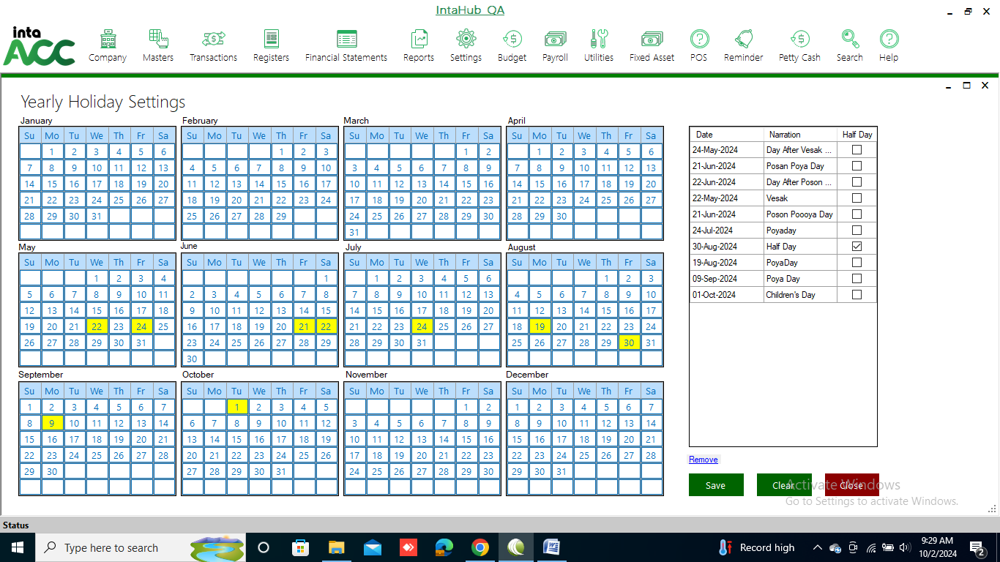 IntaHub_QA
inta
ACC
Company Masters Transactions Registers Financial Statements Reports Settings Budget Payroll Utilities Fixed Asset POS Reminder Petty Cash Search Help
Yearly Holiday Settings
January February March April
Su Mo Tu We Th Fr Sa Su Mo Tu We Th Fr Sa Su Mo Tu We Th Fr Sa Su Mo Tu We Th Fr Sa
1 2 3 4 5 6 1 2 3 1 2 1 2 3 4 5 6
7 8 9 10 11 12 13 4 5 6 7 8 9 10 3 4 5 6 7 8 9 7 8 9 10 11 12 13
14 15 16 17 18 19 20 11 12 13 14 15 16 17 10 11 12 13 14 15 16 14 15 16 17 18 19 20
21 22 23 24 25 26 27 18 19 20 21 22 23 24 17 18 19 20 21 22 23 21 22 23 24 25 26 27
28 29 30 31 25 26 27 28 29 24 25 26 27 28 29 30 28 29 30
31
May June July August
Su Mo Tu We Th Fr Sa Su Mo Tu We Th Fr Sa Su Mo Tu We Th Fr Sa Su Mo Tu We Th Fr Sa
1 2 3 4 1 1 2 3 4 5 6 1 2 3
5 6 7 8 9 10 11 2 3 4 5 6 7 8 7 8 9 10 11 12 13 4 5 6 7 8 9 10
12 13 14 15 16 17 18 9 10 11 12 13 14 15 14 15 16 17 18 19 20 11 12 13 14 15 16 17
19 20 21 22 23 24 25 16 17 18 19 20 21 22 21 22 23 24 25 26 27 18 19 20 21 22 23 24
26 27 28 29 30 31 23 24 25 26 27 28 29 28 29 30 31 25 26 27 28 29 30 31
30
September October November December
Su Mo Tu We Th Fr Sa Su Mo Tu We Th Fr Sa Su Mo Tu We Th Fr Sa Su Mo Tu We Th Fr Sa
1 2 3 4 5 6 7 1 2 3 4 5 1 2 1 2 3 4 5 6 7
8 9 10 11 12 13 14 6 7 8 9 10 11 12 3 4 5 6 7 8 9 8 9 10 11 12 13 14
15 16 17 18 19 20 21 13 14 15 16 17 18 19 10 11 12 13 14 15 16 15 16 17 18 19 20 21
22 23 24 25 26 27 28 20 21 22 23 24 25 26 17 18 19 20 21 22 23 22 23 24 25 26 27 28
29 30 27 28 29 30 31 24 25 26 27 28 29 30 29 30 31
Date Narration Half Day
24-May-2024 Day After Vesak ...
21-Jun-2024 Posan Poya Day
22-Jun-2024 Day After Poson ...
22-May-2024 Vesak
21-Jun-2024 Poson Poooya Day
24-Jul-2024 Poyaday
30-Aug-2024 Half Day
19-Aug-2024 PoyaDay
09-Sep-2024 Poya Day
01-Oct-2024 Children's Day
Remove
Save Clear Close
Activate Windows
Go to Settings to activate Windows.
Status
Type here to search
Record high
9:29 AM
10/2/2024
2